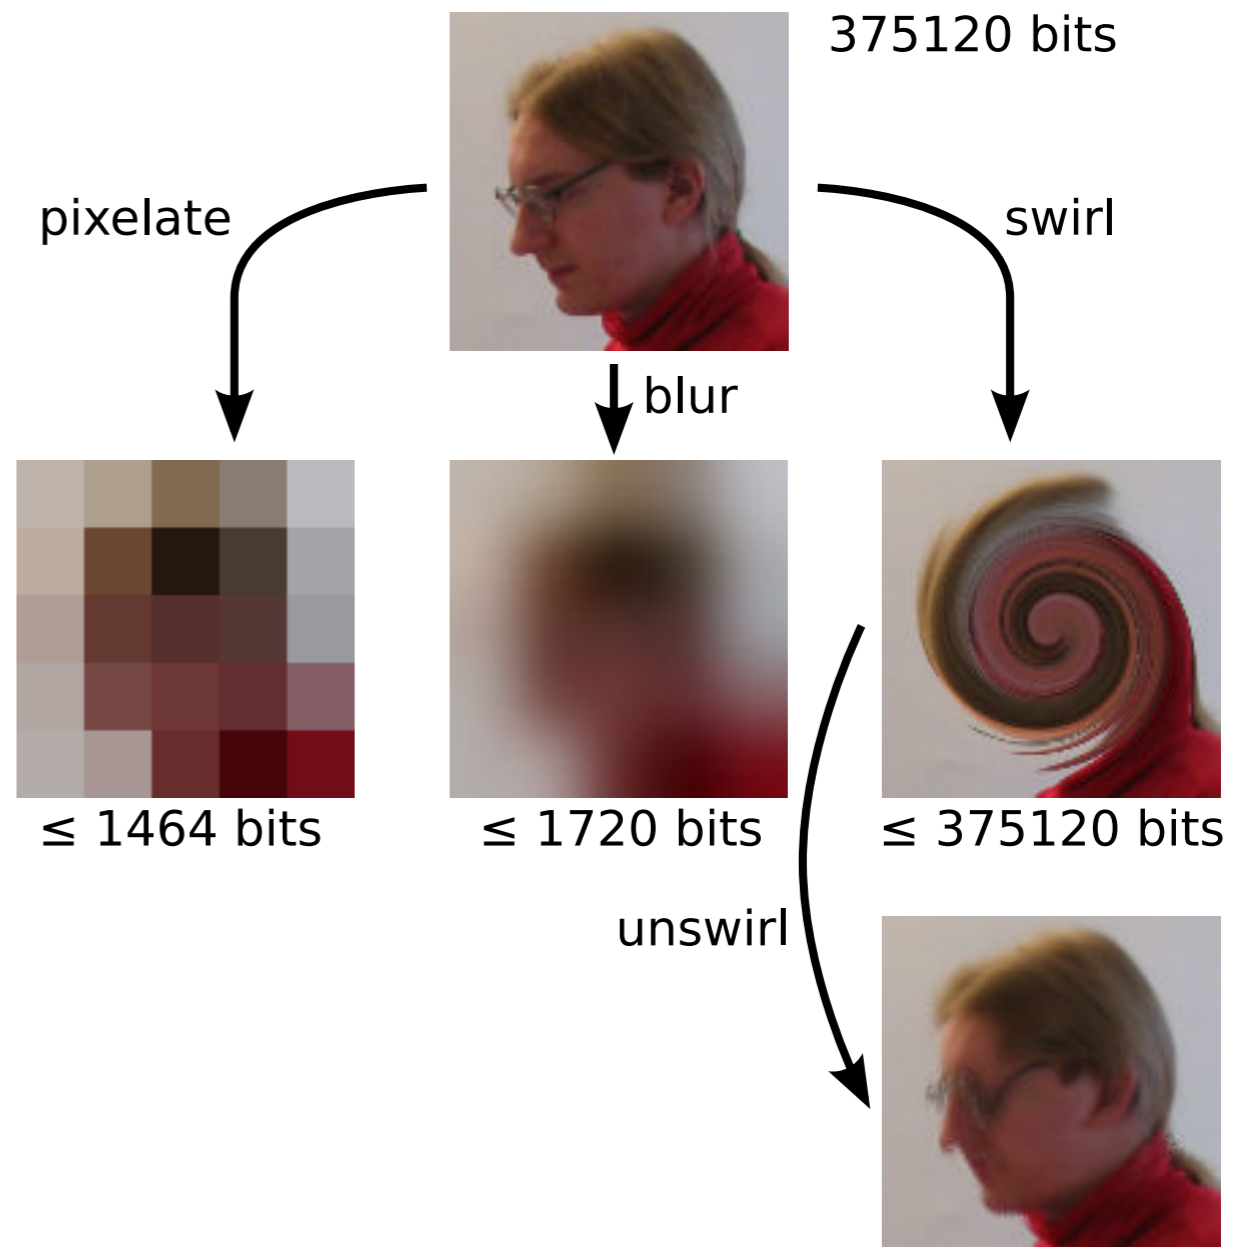 375120 bits
pixelate
swirl
blur
≤ 1464 bits
≤ 1720 bits
≤ 375120 bits
unswirl